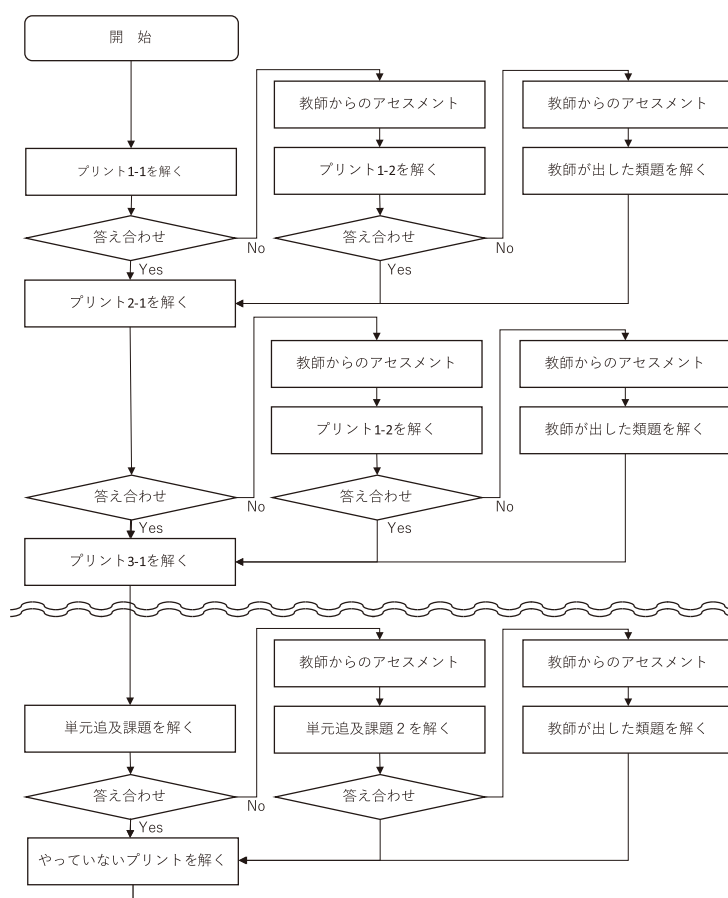 開　始
教師からのアセスメント
教師からのアセスメント
プリント1-1を解く
プリント1-2を解く
教師が出した類題を解く
答え合わせ
No
答え合わせ
No
Yes
Yes
プリント2-1を解く
教師からのアセスメント
教師からのアセスメント
プリント1-2を解く
教師が出した類題を解く
答え合わせ
No
答え合わせ
No
Yes
Yes
プリント3-1を解く
教師からのアセスメント
教師からのアセスメント
単元追及課題を解く
単元追及課題２を解く
教師が出した類題を解く
答え合わせ
No
答え合わせ
Yes
やっていないプリントを解く